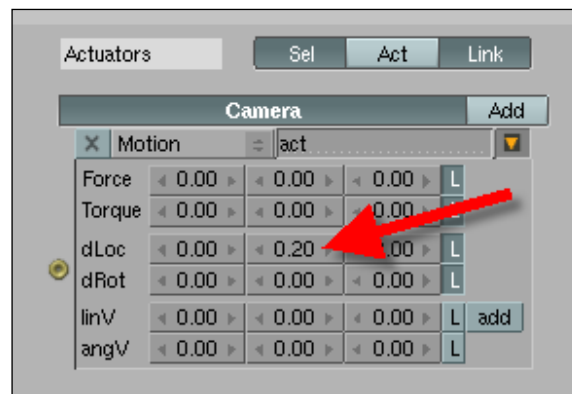 Actuators Sel Act Link
Camera Add
X Motion act
Force 0.00 0.00 0.00 L
Torque 0.00 0.00 0.00
dLoc 0.00 0.20 0.00 L
dRot 0.00 0.00 0.00 L
linV 0.00 0.00 0.00 L add
angV 0.00 0.00 0.00 L